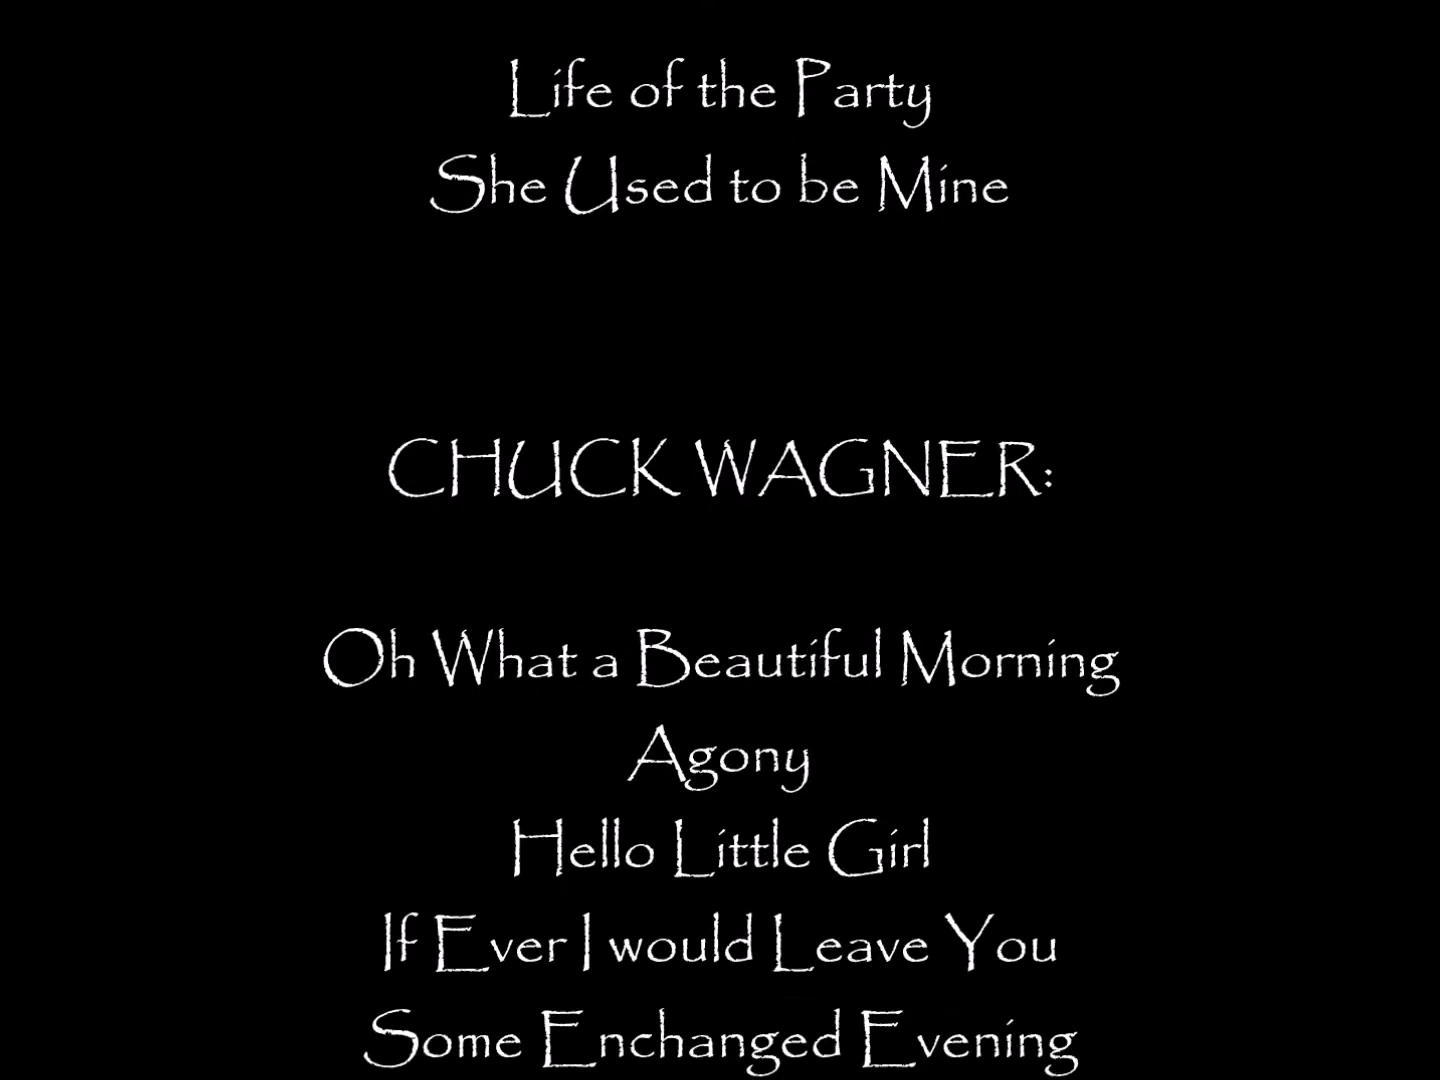 Life of the Party
She Used to be Mine
CHUCK WAGNER:
Oh What a Beautiful Morning
Agony
Hello Little Girl
If Ever I would Leave You
Some Enchanged Evening